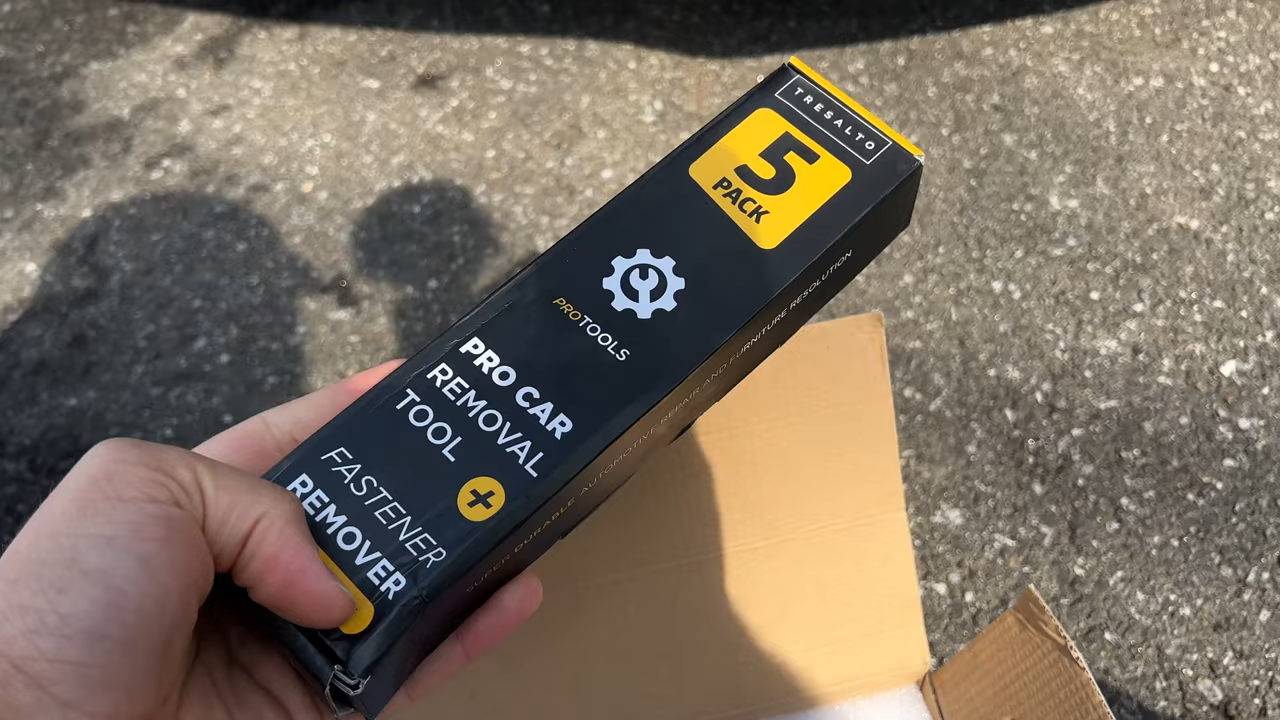 TRESALTO
5
PACK
PROTOOLS
PRO CAR
REMOVAL
TOOL
+
FASTENER
REMOVER
SUPER DURABLE AUTOMOTIVE REPAIR AND FURNITURE RESOLUTION